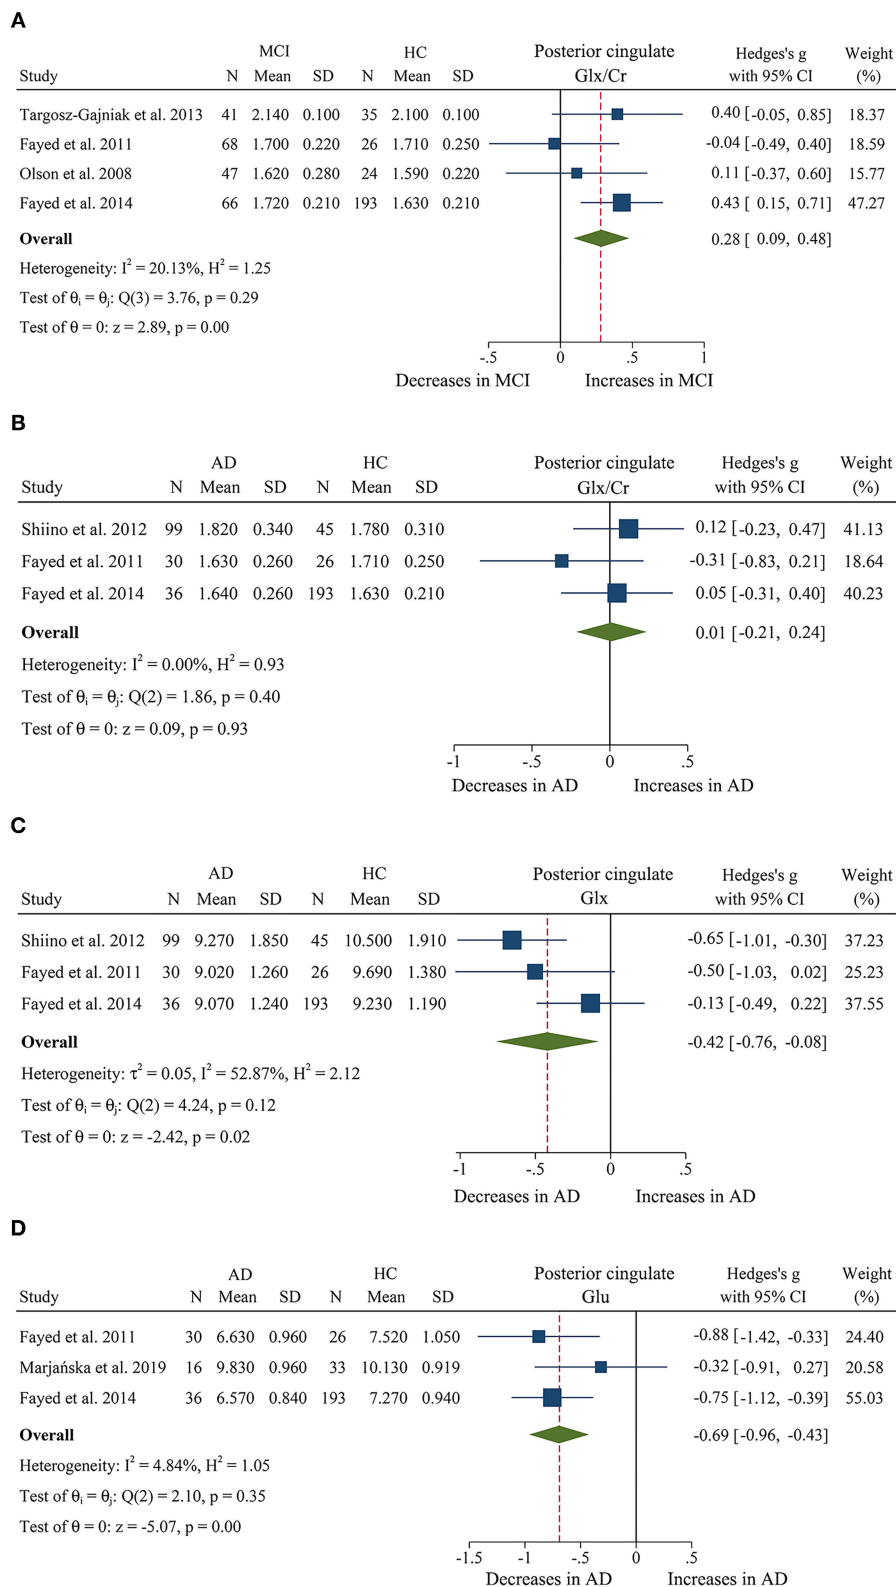 A
MCI HC Posterior cingulate Hedges's g Weight
Study N Mean SD N Mean SD Glx/Cr with 95% CI (%)
Targosz-Gajniak et al. 2013 41 2.140 0.100 35 2.100 0.100 0.40 [-0.05, 0.85] 18.37
Fayed et al. 2011 68 1.700 0.220 26 1.710 0.250 -0.04 [-0.49, 0.40] 18.59
Olson et al. 2008 47 1.620 0.280 24 1.590 0.220 0.11 [-0.37, 0.60] 15.77
Fayed et al. 2014 66 1.720 0.210 193 1.630 0.210 0.43 [ 0.15, 0.71] 47.27
Overall 0.28 [ 0.09, 0.48]
Heterogeneity: I² = 20.13%, H² = 1.25
Test of θi = θj: Q(3) = 3.76, p = 0.29
Test of θ = 0: z = 2.89, p = 0.00
-.5 0 .5 1
Decreases in MCI Increases in MCI
B
AD HC Posterior cingulate Hedges's g Weight
Study N Mean SD N Mean SD Glx/Cr with 95% CI (%)
Shiino et al. 2012 99 1.820 0.340 45 1.780 0.310 0.12 [-0.23, 0.47] 41.13
Fayed et al. 2011 30 1.630 0.260 26 1.710 0.250 -0.31 [-0.83, 0.21] 18.64
Fayed et al. 2014 36 1.640 0.260 193 1.630 0.210 0.05 [-0.31, 0.40] 40.23
Overall 0.01 [-0.21, 0.24]
Heterogeneity: I² = 0.00%, H² = 0.93
Test of θi = θj: Q(2) = 1.86, p = 0.40
Test of θ = 0: z = 0.09, p = 0.93
-1 -.5 0 .5
Decreases in AD Increases in AD
C
AD HC Posterior cingulate Hedges's g Weight
Study N Mean SD N Mean SD Glx with 95% CI (%)
Shiino et al. 2012 99 9.270 1.850 45 10.500 1.910 -0.65 [-1.01, -0.30] 37.23
Fayed et al. 2011 30 9.020 1.260 26 9.690 1.380 -0.50 [-1.03, 0.02] 25.23
Fayed et al. 2014 36 9.070 1.240 193 9.230 1.190 -0.13 [-0.49, 0.22] 37.55
Overall -0.42 [-0.76, -0.08]
Heterogeneity: τ² = 0.05, I² = 52.87%, H² = 2.12
Test of θi = θj: Q(2) = 4.24, p = 0.12
Test of θ = 0: z = -2.42, p = 0.02
-1 -.5 0 .5
Decreases in AD Increases in AD
D
AD HC Posterior cingulate Hedges's g Weight
Study N Mean SD N Mean SD Glu with 95% CI (%)
Fayed et al. 2011 30 6.630 0.960 26 7.520 1.050 -0.88 [-1.42, -0.33] 24.40
Marjańska et al. 2019 16 9.830 0.960 33 10.130 0.919 -0.32 [-0.91, 0.27] 20.58
Fayed et al. 2014 36 6.570 0.840 193 7.270 0.940 -0.75 [-1.12, -0.39] 55.03
Overall -0.69 [-0.96, -0.43]
Heterogeneity: I² = 4.84%, H² = 1.05
Test of θi = θj: Q(2) = 2.10, p = 0.35
Test of θ = 0: z = -5.07, p = 0.00
-1.5 -1 -.5 0 .5
Decreases in AD Increases in AD